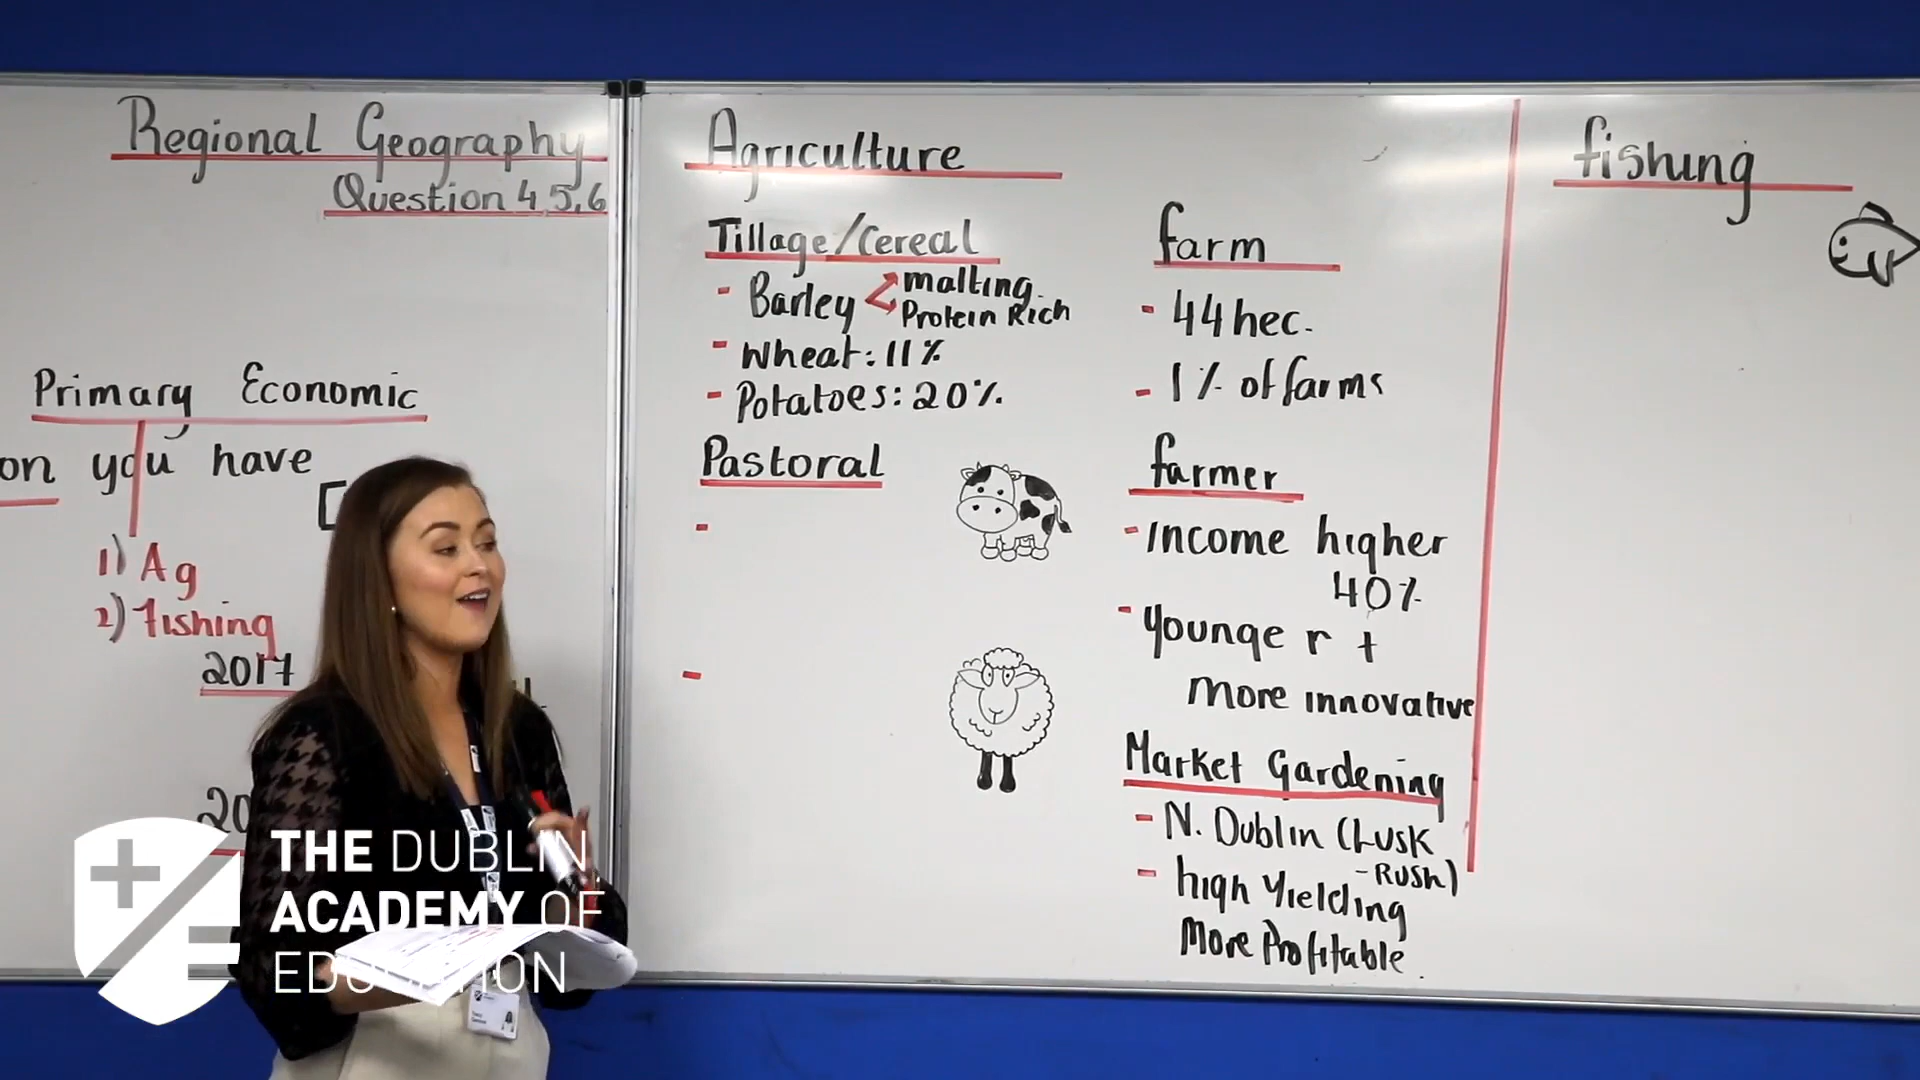 Regional Geography
Question 4,5,6
Primary Economic
on you have
1) Ag
2) Fishing
2017
20
Agriculture
Tillage/Cereal
- Barley < malting
Protein Rich
- Wheat: 11%
- Potatoes: 20%
Pastoral
-
-
farm
- 44 hec.
- 1% of farms
farmer
- Income higher
40%
- Younger +
More innovative
Market Gardening
- N. Dublin (Lusk
- Rush)
- High Yielding
More Profitable.
fishing
THE DUBLIN
ACADEMY OF
EDUCATION